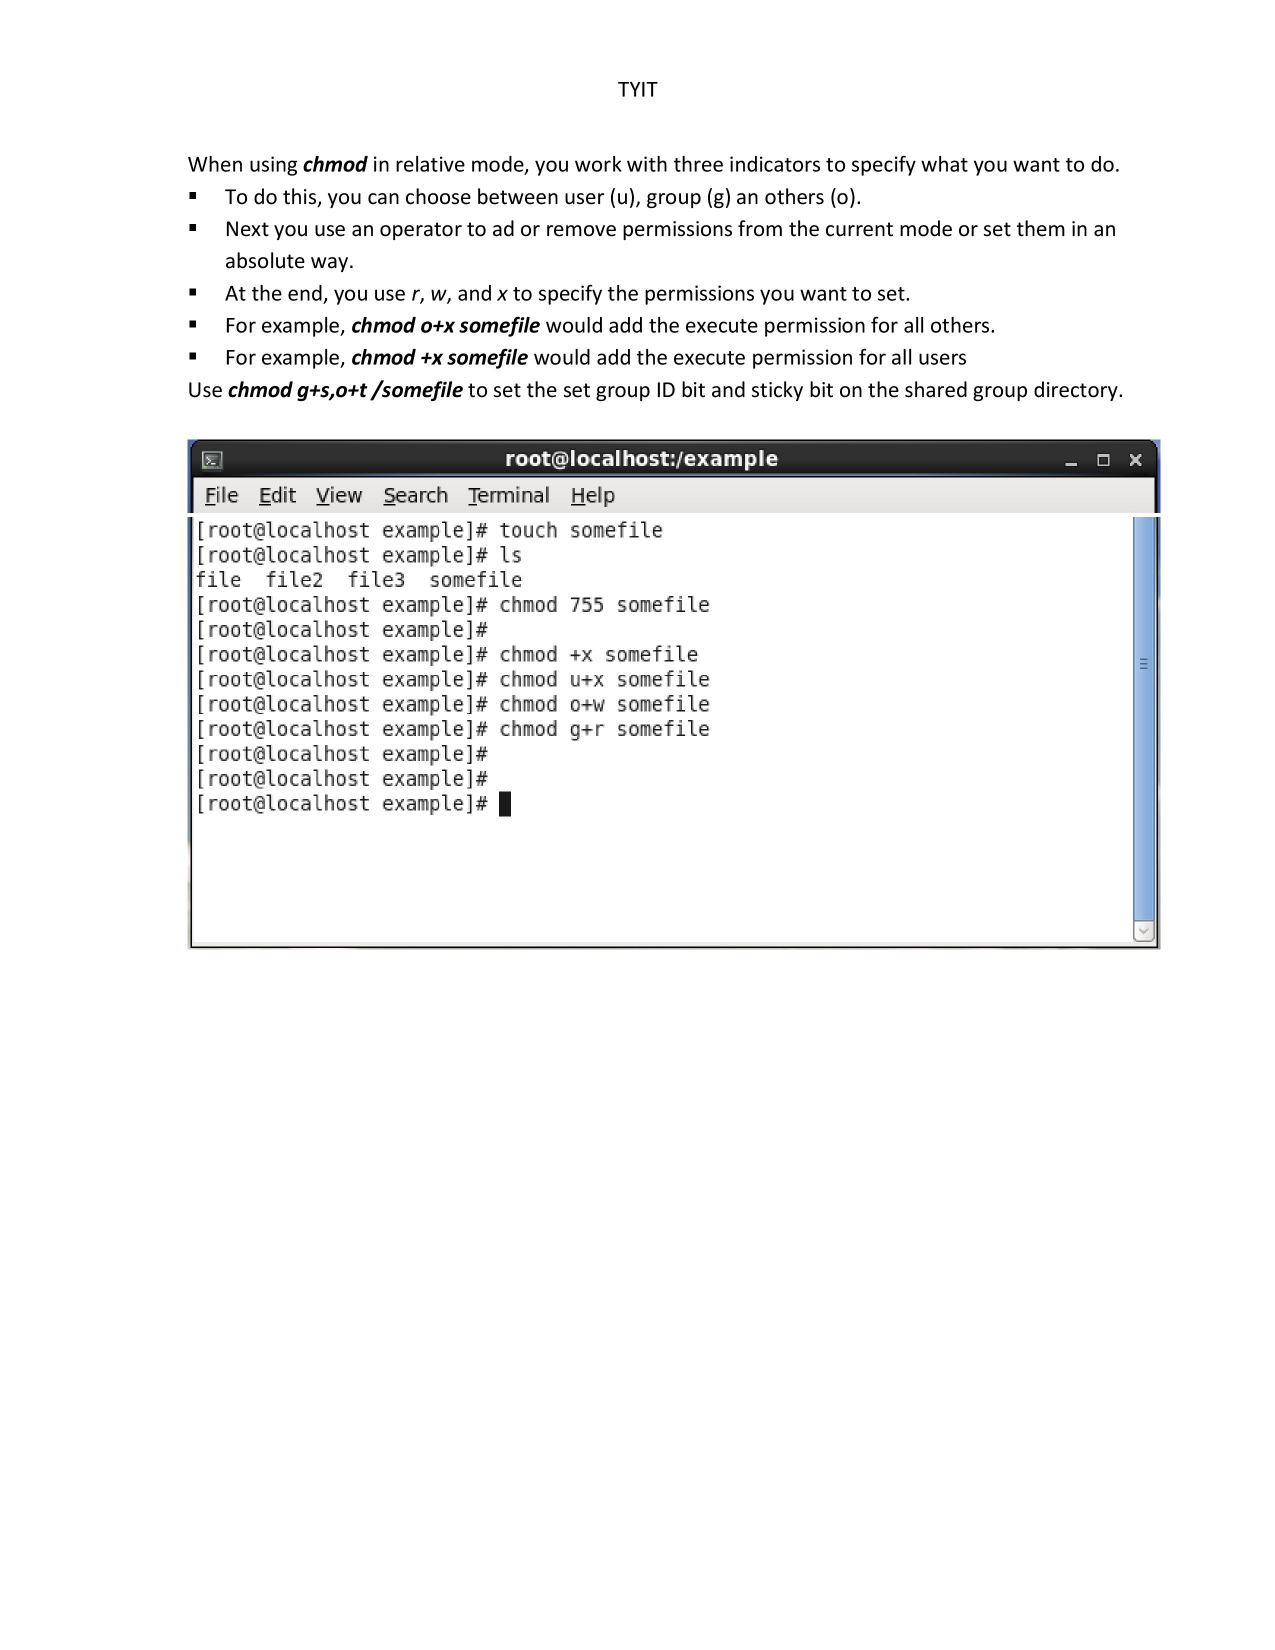 TYIT
When using chmod in relative mode, you work with three indicators to specify what you want to do.
▪ To do this, you can choose between user (u), group (g) an others (o).
▪ Next you use an operator to ad or remove permissions from the current mode or set them in an
absolute way.
▪ At the end, you use r, w, and x to specify the permissions you want to set.
▪ For example, chmod o+x somefile would add the execute permission for all others.
▪ For example, chmod +x somefile would add the execute permission for all users
Use chmod g+s,o+t /somefile to set the set group ID bit and sticky bit on the shared group directory.
root@localhost:/example
File Edit View Search Terminal Help
[root@localhost example]# touch somefile
[root@localhost example]# ls
file file2 file3 somefile
[root@localhost example]# chmod 755 somefile
[root@localhost example]#
[root@localhost example]# chmod +x somefile
[root@localhost example]# chmod u+x somefile
[root@localhost example]# chmod o+w somefile
[root@localhost example]# chmod g+r somefile
[root@localhost example]#
[root@localhost example]#
[root@localhost example]#